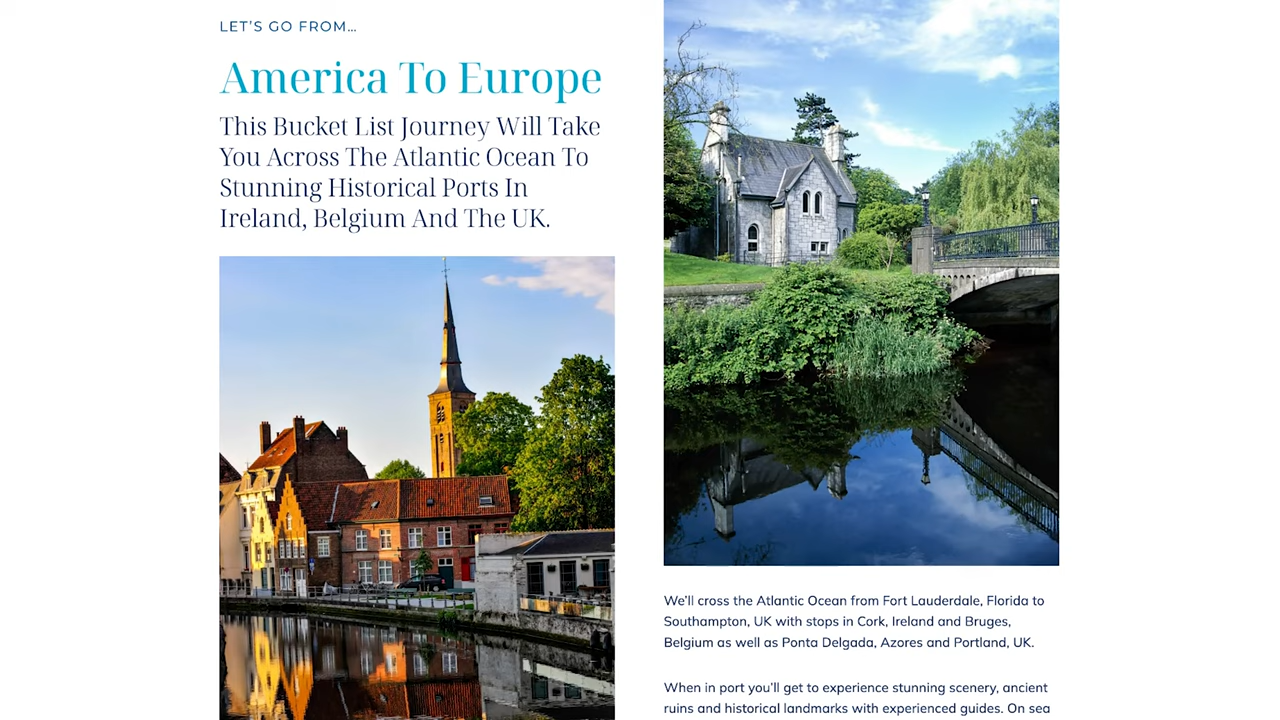 LET'S GO FROM...
America To Europe
This Bucket List Journey Will Take
You Across The Atlantic Ocean To
Stunning Historical Ports In
Ireland, Belgium And The UK.
We'll cross the Atlantic Ocean from Fort Lauderdale, Florida to
Southampton, UK with stops in Cork, Ireland and Bruges,
Belgium as well as Ponta Delgada, Azores and Portland, UK.
When in port you'll get to experience stunning scenery, ancient
ruins and historical landmarks with experienced guides. On sea